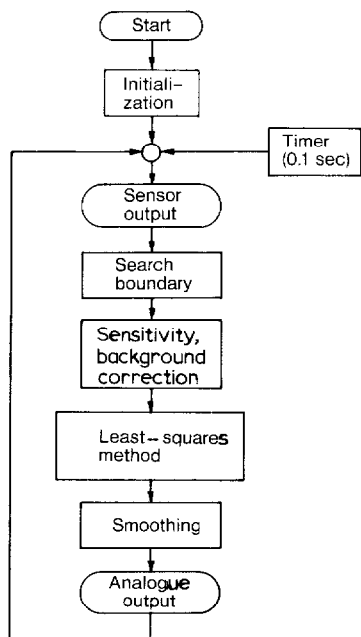 Start
Initiali-
zation
Timer
(0.1 sec)
Sensor
output
Search
boundary
Sensitivity,
background
correction
Least-squares
method
Smoothing
Analogue
output